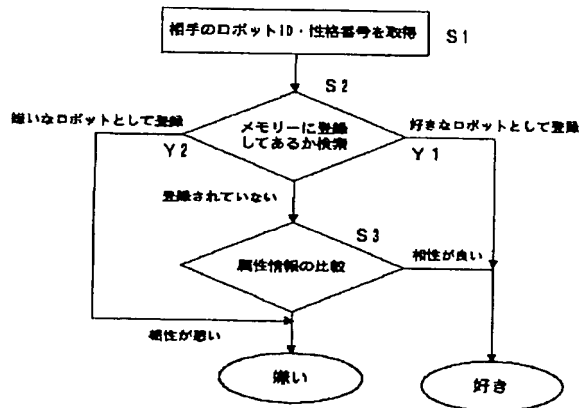 相手のロボットID・性格番号を取得
S1
S2
嫌いなロボットとして登録
好きなロボットとして登録
メモリーに登録
してあるか検索
Y2
Y1
登録されていない
S3
属性情報の比較
相性が良い
相性が悪い
嫌い
好き